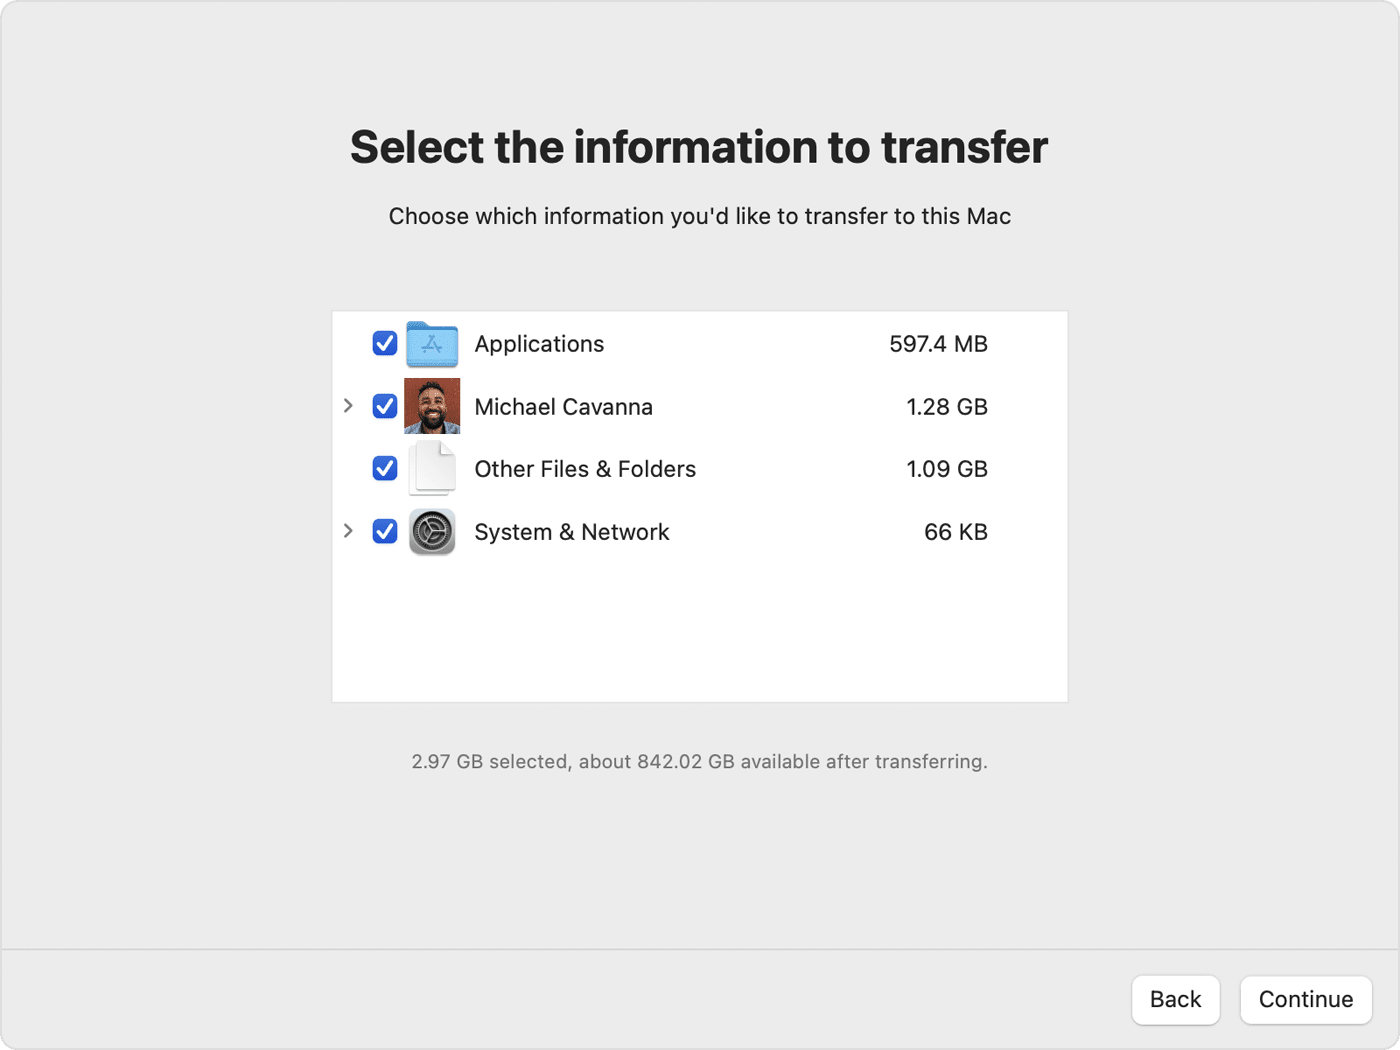 Select the information to transfer
Choose which information you'd like to transfer to this Mac
Applications 597.4 MB
Michael Cavanna 1.28 GB
Other Files & Folders 1.09 GB
System & Network 66 KB
2.97 GB selected, about 842.02 GB available after transferring.
Back Continue